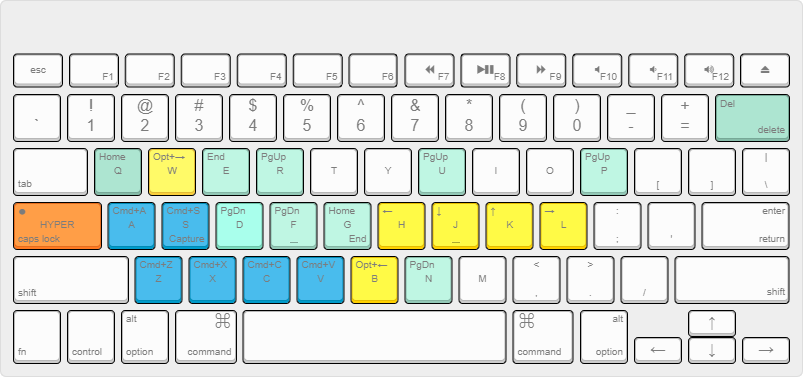 esc F1 F2 F3 F4 F5 F6 F7 F8 F9 F10 F11 F12
! @ # $ % ^ & * ( ) _ + Del
` 1 2 3 4 5 6 7 8 9 0 - = delete
Home Opt+→ End PgUp PgUp PgUp |
Q W E R T Y U I O P
tab [ ] \
Cmd+A Cmd+S PgDn PgDn Home ← ↓ ↑ → : enter
HYPER A S D F G H J K L
caps lock Capture _ End _ ; , return
Cmd+Z Cmd+X Cmd+C Cmd+V Opt+← PgDn < >
Z X C V B N M
shift , . / shift
alt ⌘ ⌘ alt ↑
fn control option command command option ← ↓ →